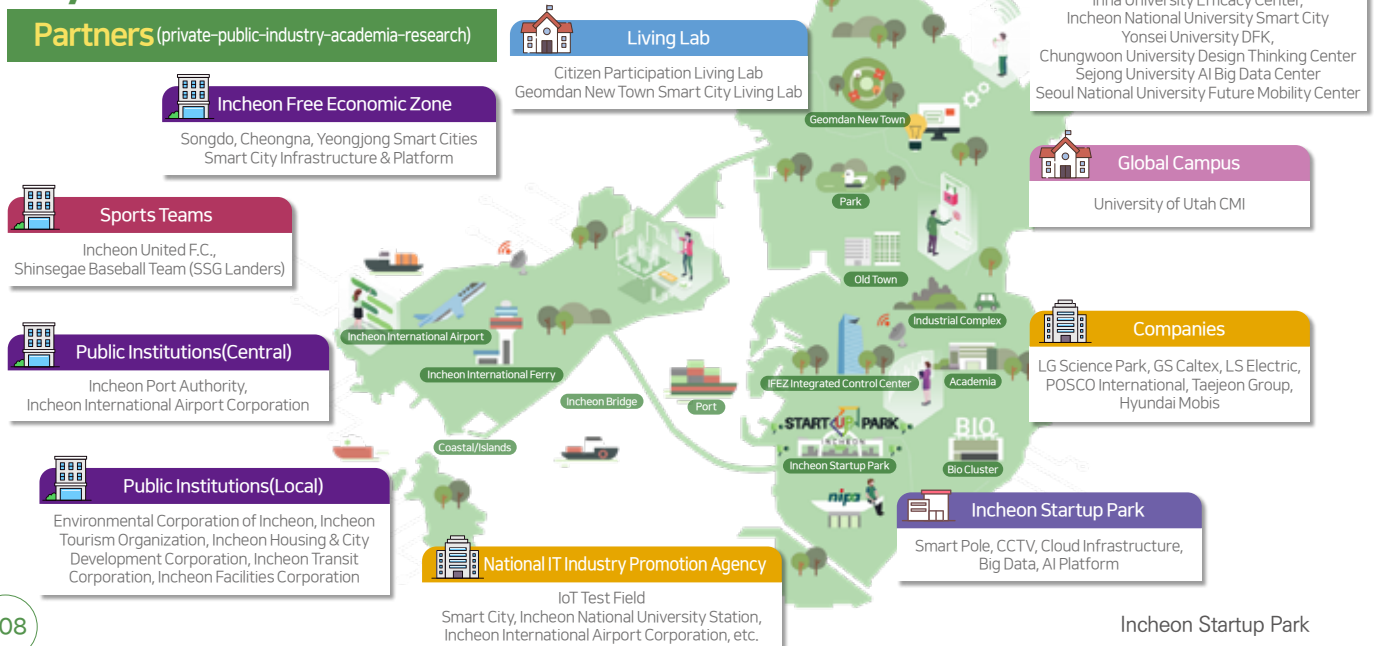 Partners (private-public-industry-academia-research)
Living Lab
Citizen Participation Living Lab
Geomdan New Town Smart City Living Lab
Incheon National University Smart City
Yonsei University DFK,
Chungwoon University Design Thinking Center
Sejong University AI Big Data Center
Seoul National University Future Mobility Center
Incheon Free Economic Zone
Songdo, Cheongna, Yeongjong Smart Cities
Smart City Infrastructure & Platform
Global Campus
University of Utah CMI
Sports Teams
Incheon United F.C.,
Shinsegae Baseball Team (SSG Landers)
Public Institutions(Central)
Incheon Port Authority,
Incheon International Airport Corporation
Companies
LG Science Park, GS Caltex, LS Electric,
POSCO International, Taejeon Group,
Hyundai Mobis
Public Institutions(Local)
Environmental Corporation of Incheon, Incheon
Tourism Organization, Incheon Housing & City
Development Corporation, Incheon Transit
Corporation, Incheon Facilities Corporation
National IT Industry Promotion Agency
IoT Test Field
Smart City, Incheon National University Station,
Incheon International Airport Corporation, etc.
Incheon Startup Park
Smart Pole, CCTV, Cloud Infrastructure,
Big Data, AI Platform
Geomdan New Town
Park
Old Town
Industrial Complex
Incheon International Airport
Incheon International Ferry
Incheon Bridge
Port
IFEZ Integrated Control Center
Academia
START UP PARK
INCHEON
Incheon Startup Park
BIO
Bio Cluster
Coastal/Islands
nipa
08
Incheon Startup Park